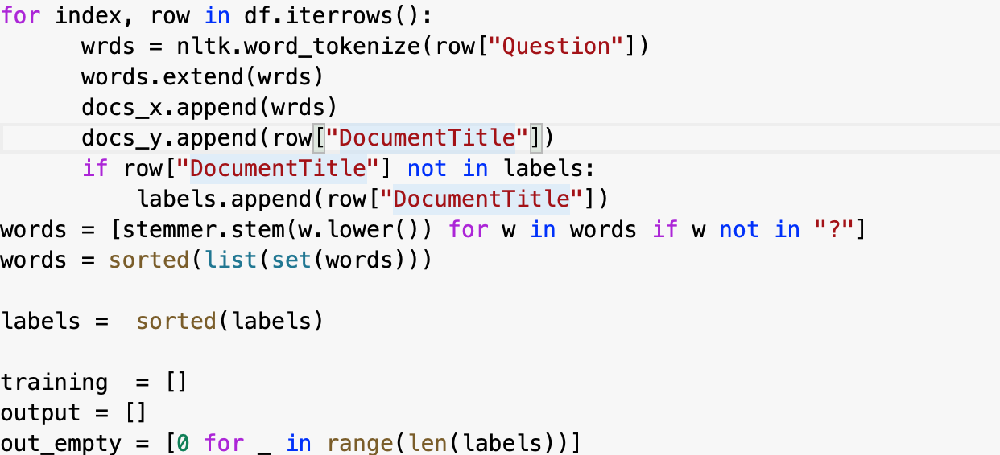 for index, row in df.iterrows():
      wrds = nltk.word_tokenize(row["Question"])
      words.extend(wrds)
      docs_x.append(wrds)
      docs_y.append(row["DocumentTitle"])
      if row["DocumentTitle"] not in labels:
          labels.append(row["DocumentTitle"])
words = [stemmer.stem(w.lower()) for w in words if w not in "?"]
words = sorted(list(set(words)))

labels =  sorted(labels)

training  = []
output = []
out_empty = [0 for _ in range(len(labels))]